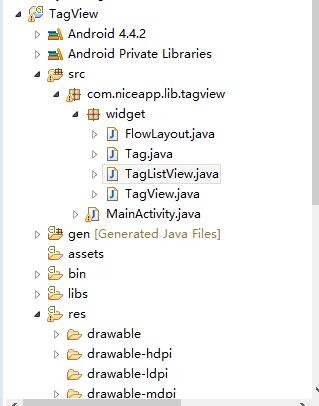 TagView
Android 4.4.2
Android Private Libraries
src
com.niceapp.lib.tagview
widget
FlowLayout.java
Tag.java
TagListView.java
TagView.java
MainActivity.java
gen [Generated Java Files]
assets
bin
libs
res
drawable
drawable-hdpi
drawable-ldpi
drawable-mdpi